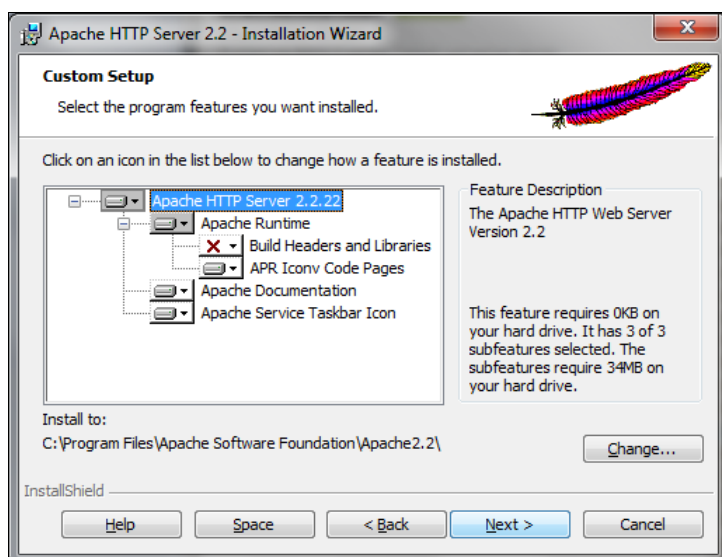 Apache HTTP Server 2.2 - Installation Wizard
Custom Setup
Select the program features you want installed.
Click on an icon in the list below to change how a feature is installed.
Apache HTTP Server 2.2.22
Apache Runtime
Build Headers and Libraries
APR Iconv Code Pages
Apache Documentation
Apache Service Taskbar Icon
Feature Description
The Apache HTTP Web Server
Version 2.2
This feature requires 0KB on
your hard drive. It has 3 of 3
subfeatures selected. The
subfeatures require 34MB on
your hard drive.
Install to:
C:\Program Files\Apache Software Foundation\Apache2.2\
Change...
InstallShield
Help
Space
< Back
Next >
Cancel